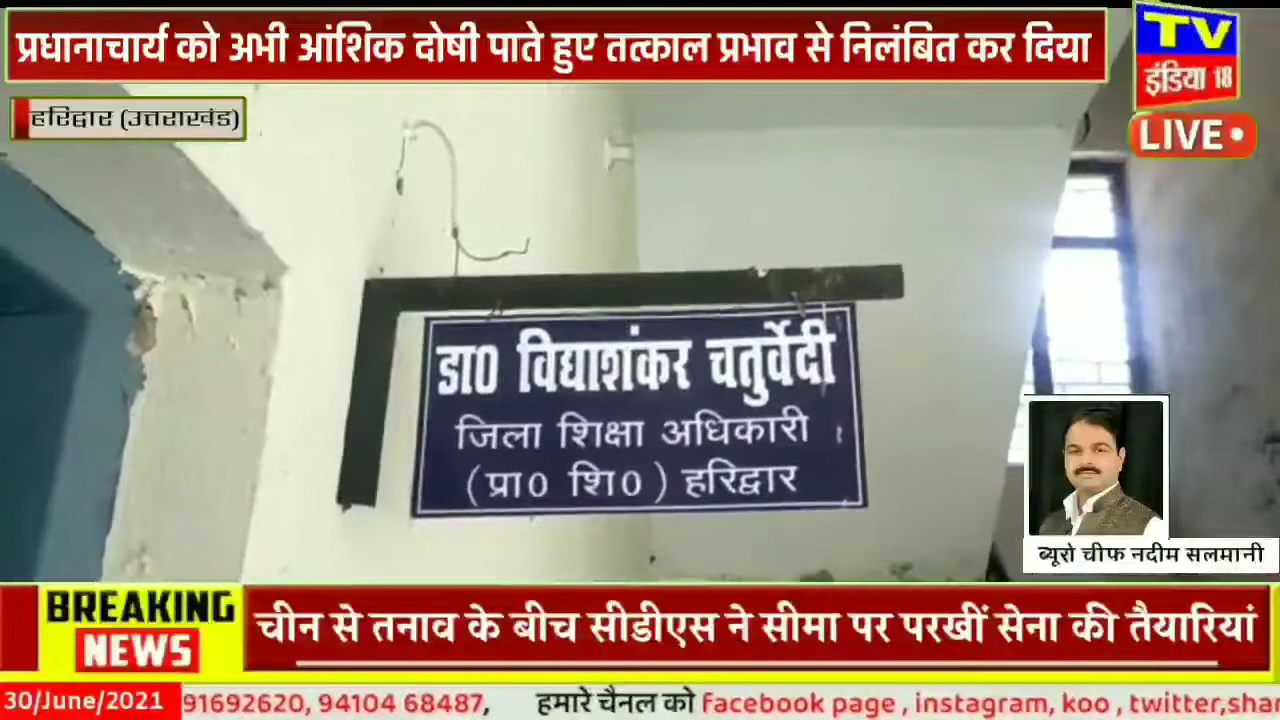 प्रधानाचार्य को अभी आंशिक दोषी पाते हुए तत्काल प्रभाव से निलंबित कर दिया
TV
इंडिया 18
हरिद्वार (उत्तराखंड)
LIVE
डा0 विद्याशंकर चतुर्वेदी
जिला शिक्षा अधिकारी
(प्रा0 शि0) हरिद्वार
ब्यूरो चीफ नदीम सलमानी
BREAKING
NEWS
चीन से तनाव के बीच सीडीएस ने सीमा पर परखीं सेना की तैयारियां
30/June/2021 91692620, 94104 68487, हमारे चैनल को Facebook page , instagram, koo , twitter,shar